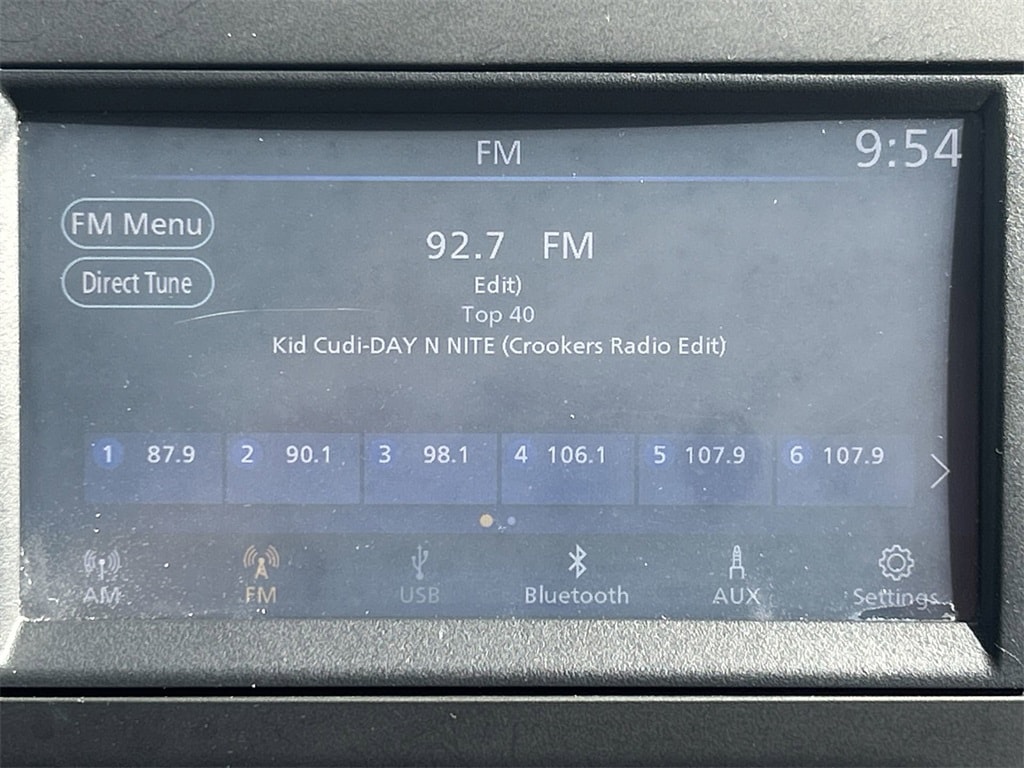 FM
9:54
FM Menu
Direct Tune
92.7 FM
Edit)
Top 40
Kid Cudi-DAY N NITE (Crookers Radio Edit)
1 87.9 2 90.1 3 98.1 4 106.1 5 107.9 6 107.9
AM FM USB Bluetooth AUX Settings